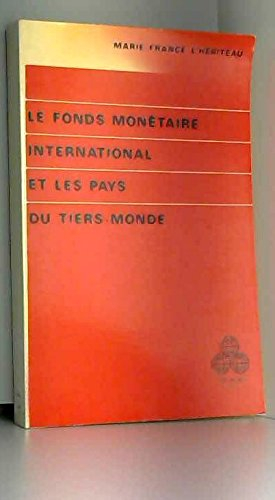 MARIE FRANCE L'HERITEAU
LE FONDS MONÉTAIRE
INTERNATIONAL
ET LES PAYS
DU TIERS-MONDE